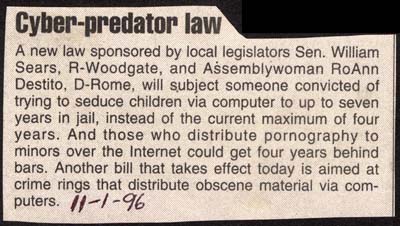 Cyber-predator law
A new law sponsored by local legislators Sen. William
Sears, R-Woodgate, and Assemblywoman RoAnn
Destito, D-Rome, will subject someone convicted of
trying to seduce children via computer to up to seven
years in jail, instead of the current maximum of four
years. And those who distribute pornography to
minors over the Internet could get four years behind
bars. Another bill that takes effect today is aimed at
crime rings that distribute obscene material via com-
puters. 11-1-96